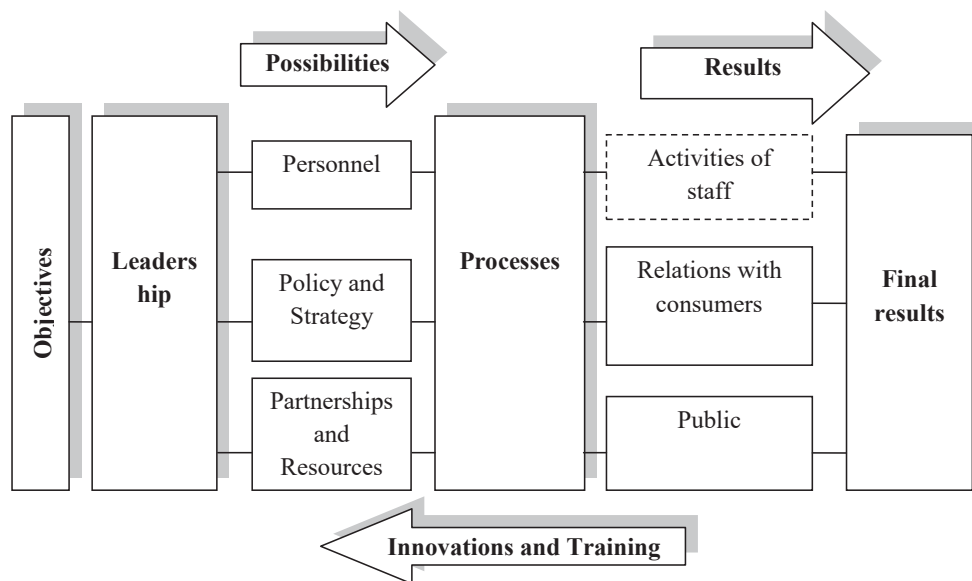 Possibilities
Results
Objectives
Leaders
hip
Personnel
Policy and
Strategy
Partnerships
and
Resources
Processes
Activities of
staff
Relations with
consumers
Public
Final
results
Innovations and Training